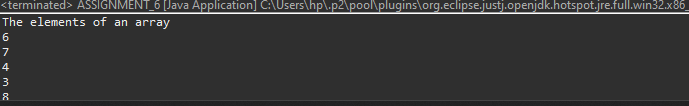 <terminated> ASSIGNMENT_6 [Java Application] C:\Users\hp\.p2\pool\plugins\org.eclipse.justj.openjdk.hotspot.jre.full.win32.x86_
The elements of an array
6
7
4
3
8